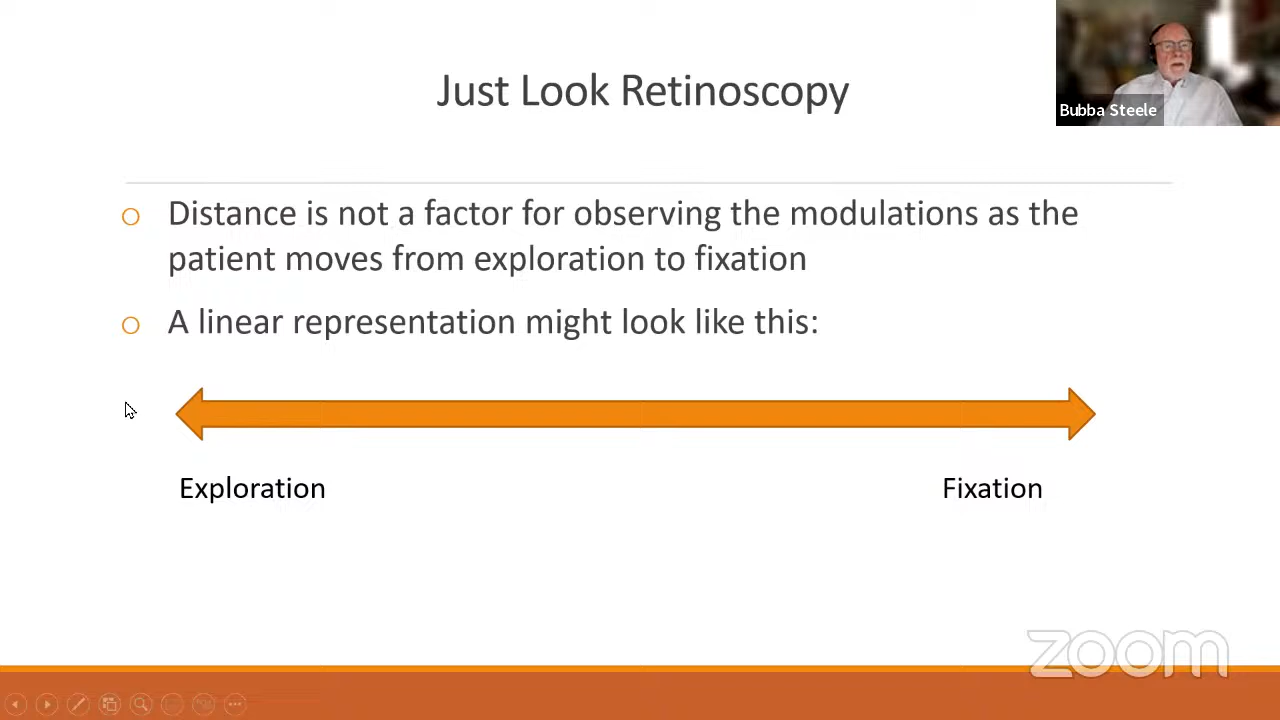 Just Look Retinoscopy
Bubba Steele
o Distance is not a factor for observing the modulations as the
patient moves from exploration to fixation
o A linear representation might look like this:
Exploration
Fixation
zoom